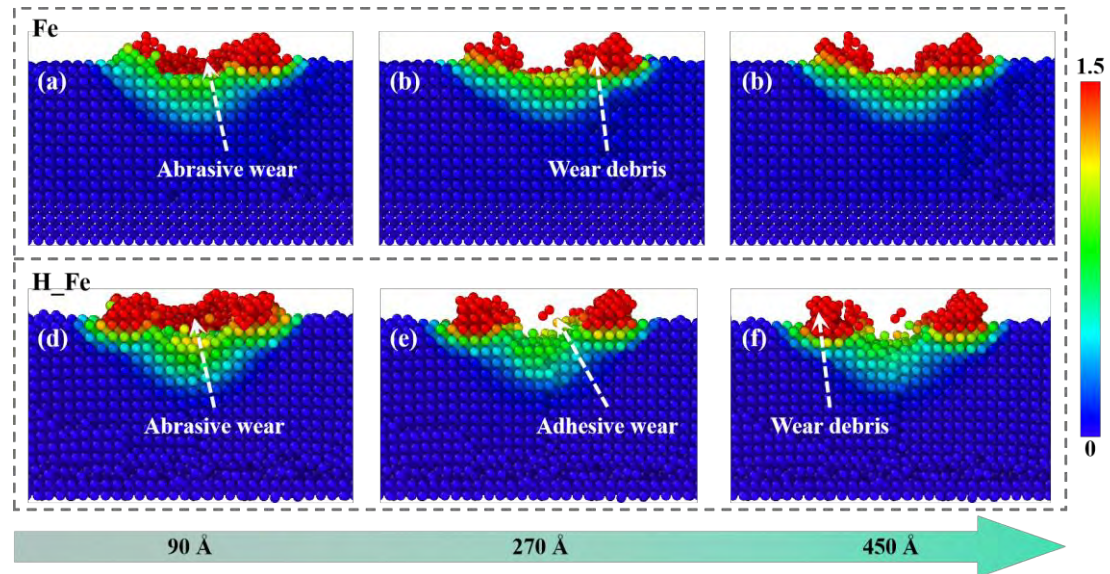 Fe
(a)
(b)
(b)
1.5
Abrasive wear
Wear debris
H_Fe
(d)
(e)
(f)
Abrasive wear
Adhesive wear
Wear debris
0
90 Å
270 Å
450 Å